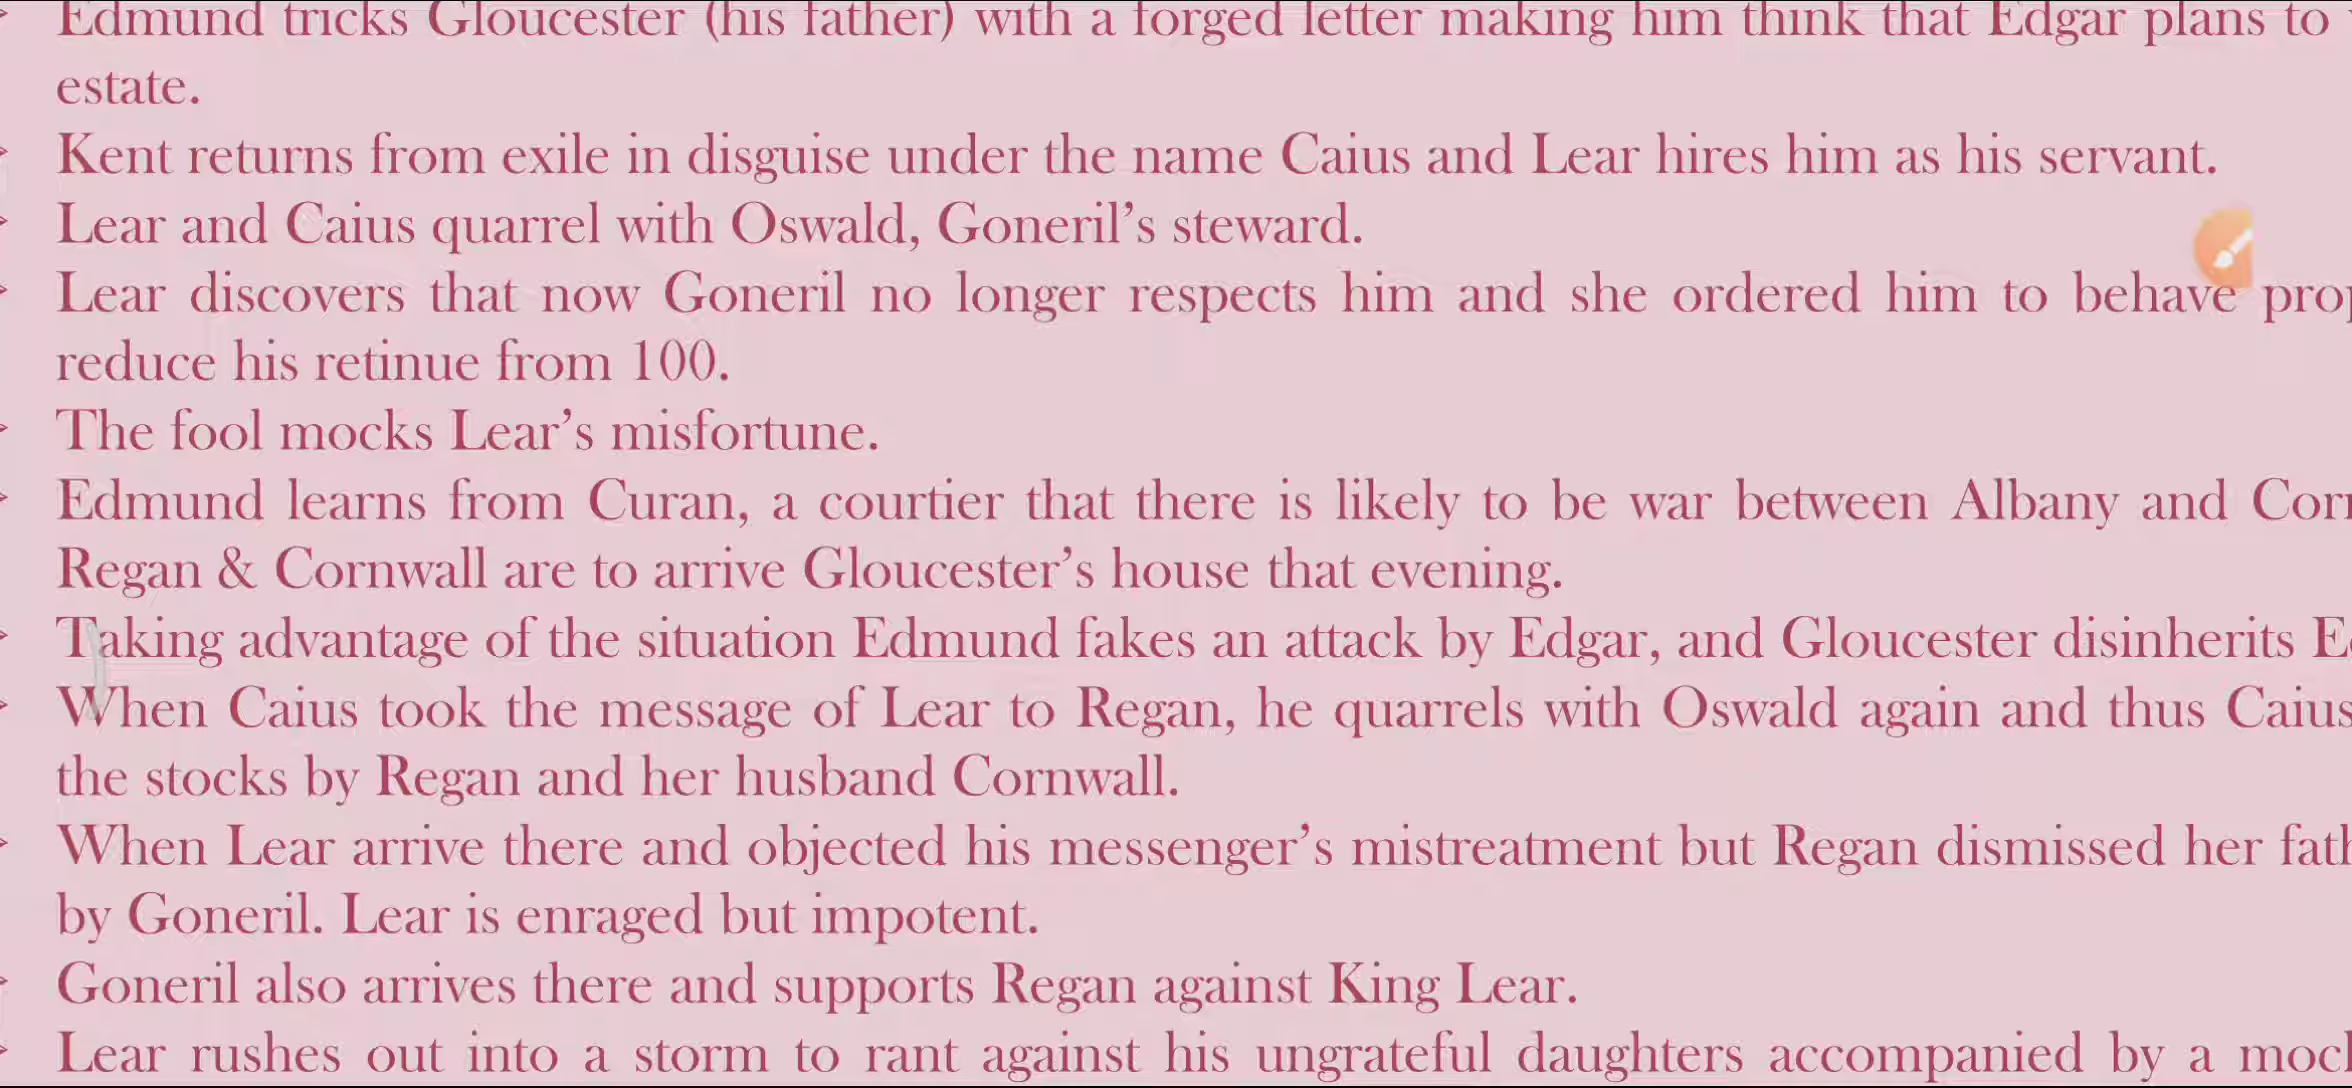 Edmund tricks Gloucester (his father) with a forged letter making him think that Edgar plans to
estate.
Kent returns from exile in disguise under the name Caius and Lear hires him as his servant.
Lear and Caius quarrel with Oswald, Goneril's steward.
Lear discovers that now Goneril no longer respects him and she ordered him to behave
reduce his retinue from 100.
The fool mocks Lear's misfortune.
Edmund learns from Curan, a courtier that there is likely to be war between Albany and
Regan & Cornwall are to arrive Gloucester's house that evening.
Taking advantage of the situation Edmund fakes an attack by Edgar, and Gloucester disinherits
When Caius took the message of Lear to Regan, he quarrels with Oswald again and thus Caius
the stocks by Regan and her husband Cornwall.
When Lear arrive there and objected his messenger's mistreatment but Regan dismissed her
by Goneril. Lear is enraged but impotent.
Goneril also arrives there and supports Regan against King Lear.
Lear rushes out into a storm to rant against his ungrateful daughters accompanied by a